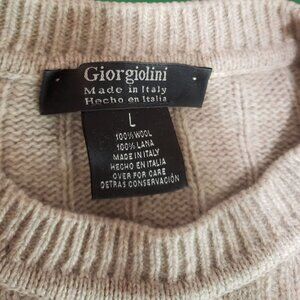 Giorgiolini
Made in Italy
Hecho en Italia
L
100% WOOL
100% LANA
MADE IN ITALY
HECHO EN ITALIA
OVER FOR CARE
DETRAS CONSERVACIÓN